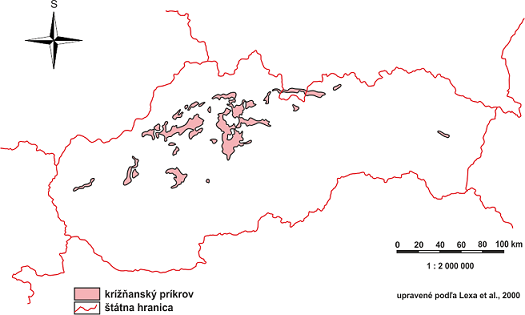 S
0 20 40 60 80 100 km
1 : 2 000 000
krížňanský príkrov
štátna hranica
upravené podľa Lexa et al., 2000